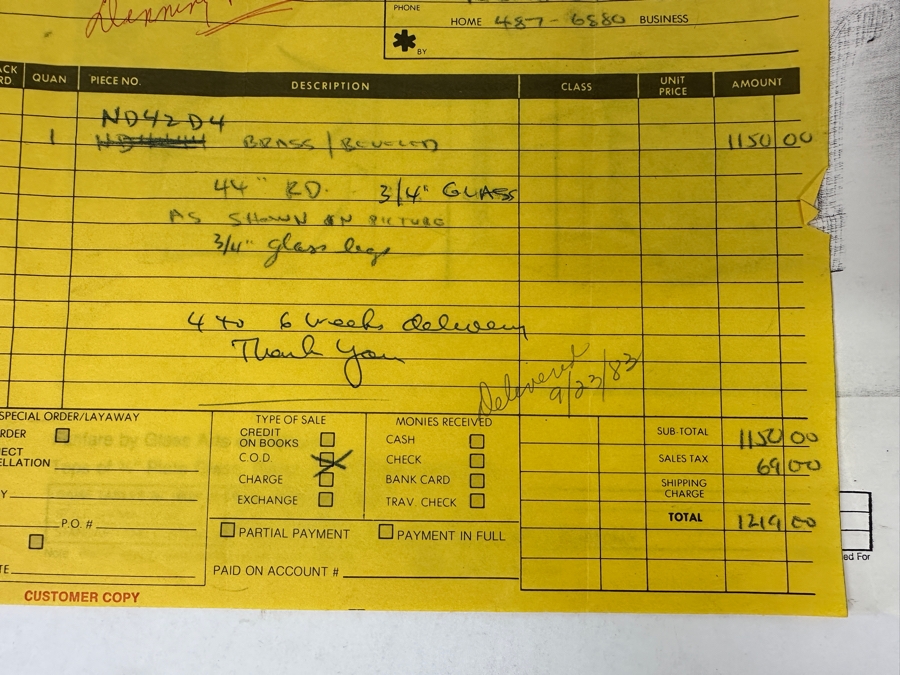 PHONE
HOME 487-6880 BUSINESS
BY
QUAN PIECE NO. DESCRIPTION CLASS UNIT PRICE AMOUNT
ND42D4
1 BRASS/BEVELED 1150 00
44" RD. 3/4" GLASS
AS SHOWN IN PICTURE
3/4" glass legs
4 to 6 weeks delivery
Thank You
Delivered
9/23/83
SPECIAL ORDER/LAYAWAY TYPE OF SALE MONIES RECEIVED
CREDIT ON BOOKS CASH SUB-TOTAL 1150 00
C.O.D. CHECK SALES TAX 69 00
CHARGE BANK CARD SHIPPING CHARGE
EXCHANGE TRAV. CHECK
P.O. # TOTAL 1219 00
PARTIAL PAYMENT PAYMENT IN FULL
PAID ON ACCOUNT #
CUSTOMER COPY
ed For